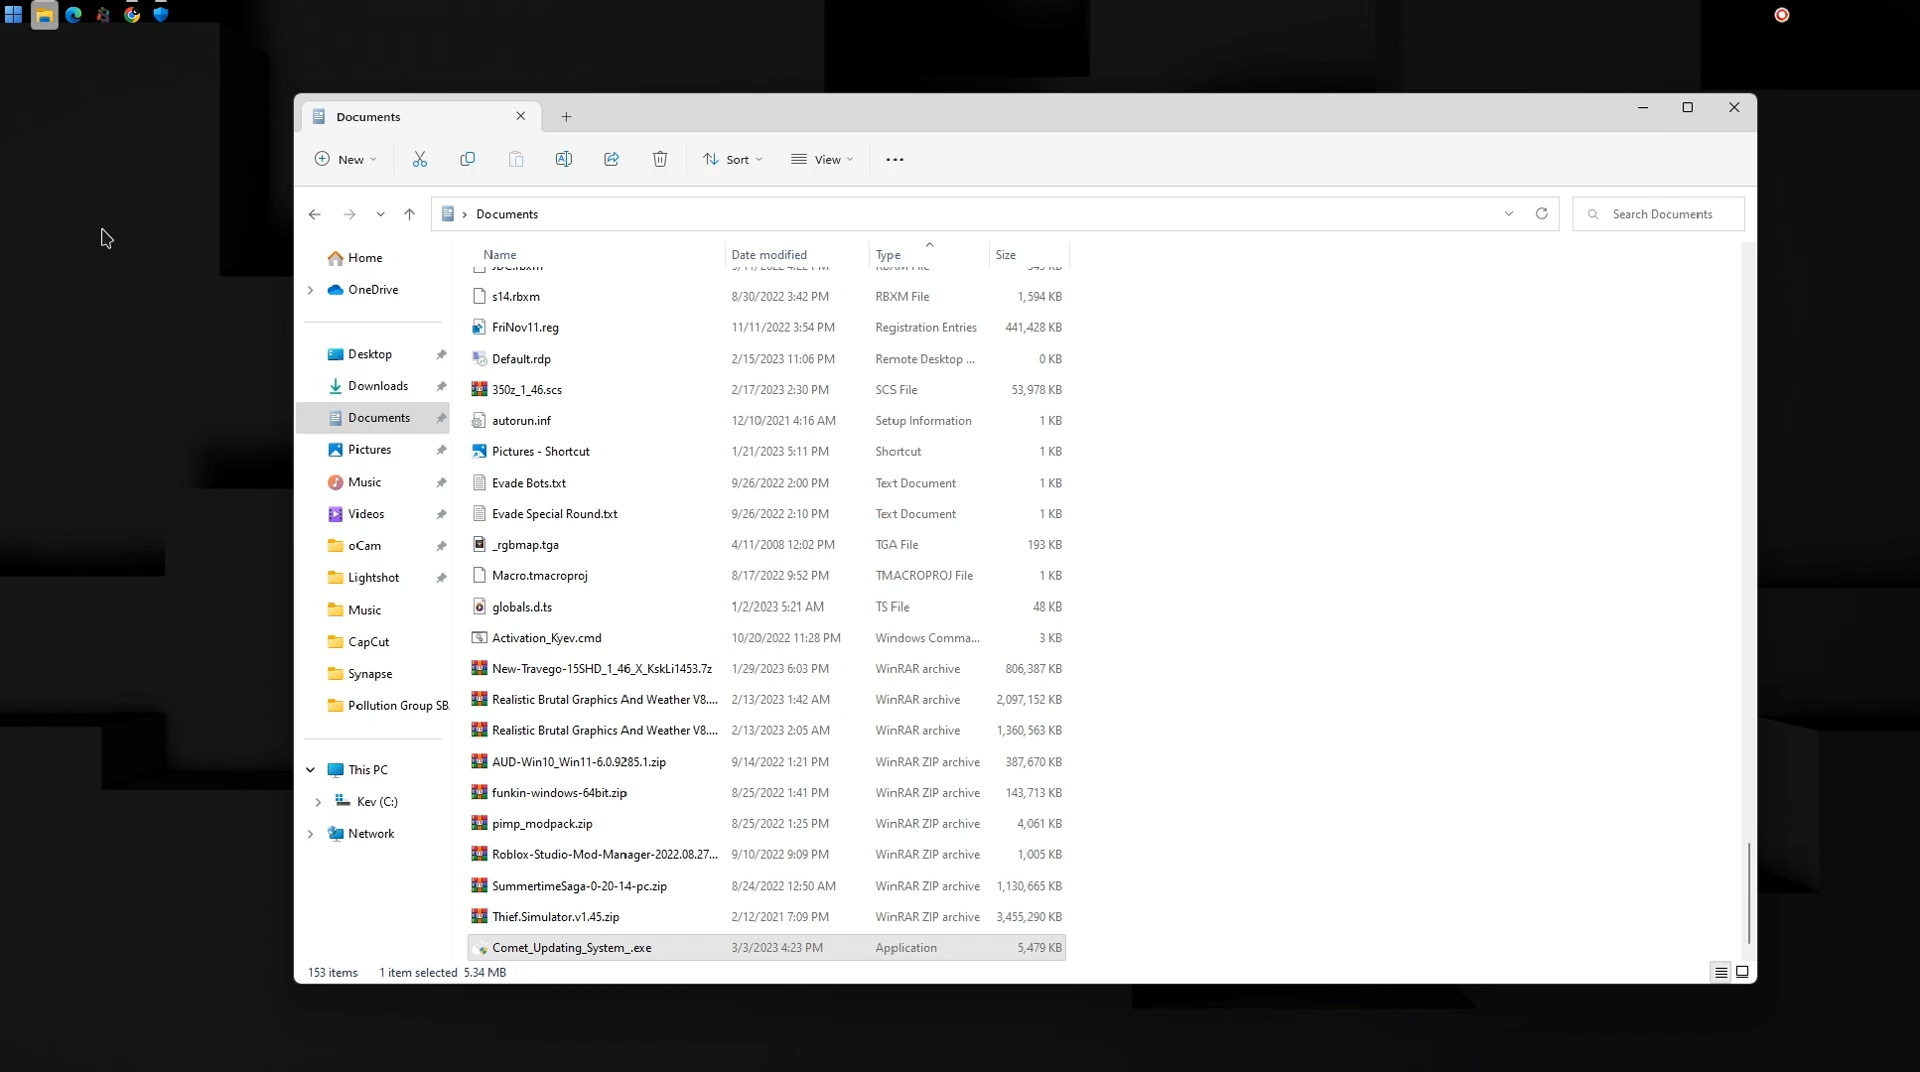 Documents
New
Sort
View
Documents
Search Documents
Name Date modified Type Size
s14.rbxm 8/30/2022 3:42 PM RBXM File 1,594 KB
FriNov11.reg 11/11/2022 3:54 PM Registration Entries 441,428 KB
Default.rdp 2/15/2023 11:06 PM Remote Desktop ... 0 KB
350z_1_46.scs 2/17/2023 2:30 PM SCS File 53,978 KB
autorun.inf 12/10/2021 4:16 AM Setup Information 1 KB
Pictures - Shortcut 1/21/2023 5:11 PM Shortcut 1 KB
Evade Bots.txt 9/26/2022 2:00 PM Text Document 1 KB
Evade Special Round.txt 9/26/2022 2:10 PM Text Document 1 KB
_rgbmap.tga 4/11/2008 12:02 PM TGA File 193 KB
Macro.tmacroproj 8/17/2022 9:52 PM TMACROPROJ File 1 KB
globals.d.ts 1/2/2023 5:21 AM TS File 48 KB
Activation_Kyev.cmd 10/20/2022 11:28 PM Windows Comma... 3 KB
New-Travego-15SHD_1_46_X_KskLi1453.7z 1/29/2023 6:03 PM WinRAR archive 806,387 KB
Realistic Brutal Graphics And Weather V8.... 2/13/2023 1:42 AM WinRAR archive 2,097,152 KB
Realistic Brutal Graphics And Weather V8.... 2/13/2023 2:05 AM WinRAR archive 1,360,563 KB
AUD-Win10_Win11-6.0.9285.1.zip 9/14/2022 1:21 PM WinRAR ZIP archive 387,670 KB
funkin-windows-64bit.zip 8/25/2022 1:41 PM WinRAR ZIP archive 143,713 KB
pimp_modpack.zip 8/25/2022 1:25 PM WinRAR ZIP archive 4,061 KB
Roblox-Studio-Mod-Manager-2022.08.27... 9/10/2022 9:09 PM WinRAR ZIP archive 1,005 KB
SummertimeSaga-0-20-14-pc.zip 8/24/2022 12:50 AM WinRAR ZIP archive 1,130,665 KB
Thief.Simulator.v1.45.zip 2/12/2021 7:09 PM WinRAR ZIP archive 3,455,290 KB
Comet_Updating_System_.exe 3/3/2023 4:23 PM Application 5,479 KB
Home
OneDrive
Desktop
Downloads
Documents
Pictures
Music
Videos
oCam
Lightshot
Music
CapCut
Synapse
Pollution Group SB
This PC
Kev (C:)
Network
153 items 1 item selected 5.34 MB